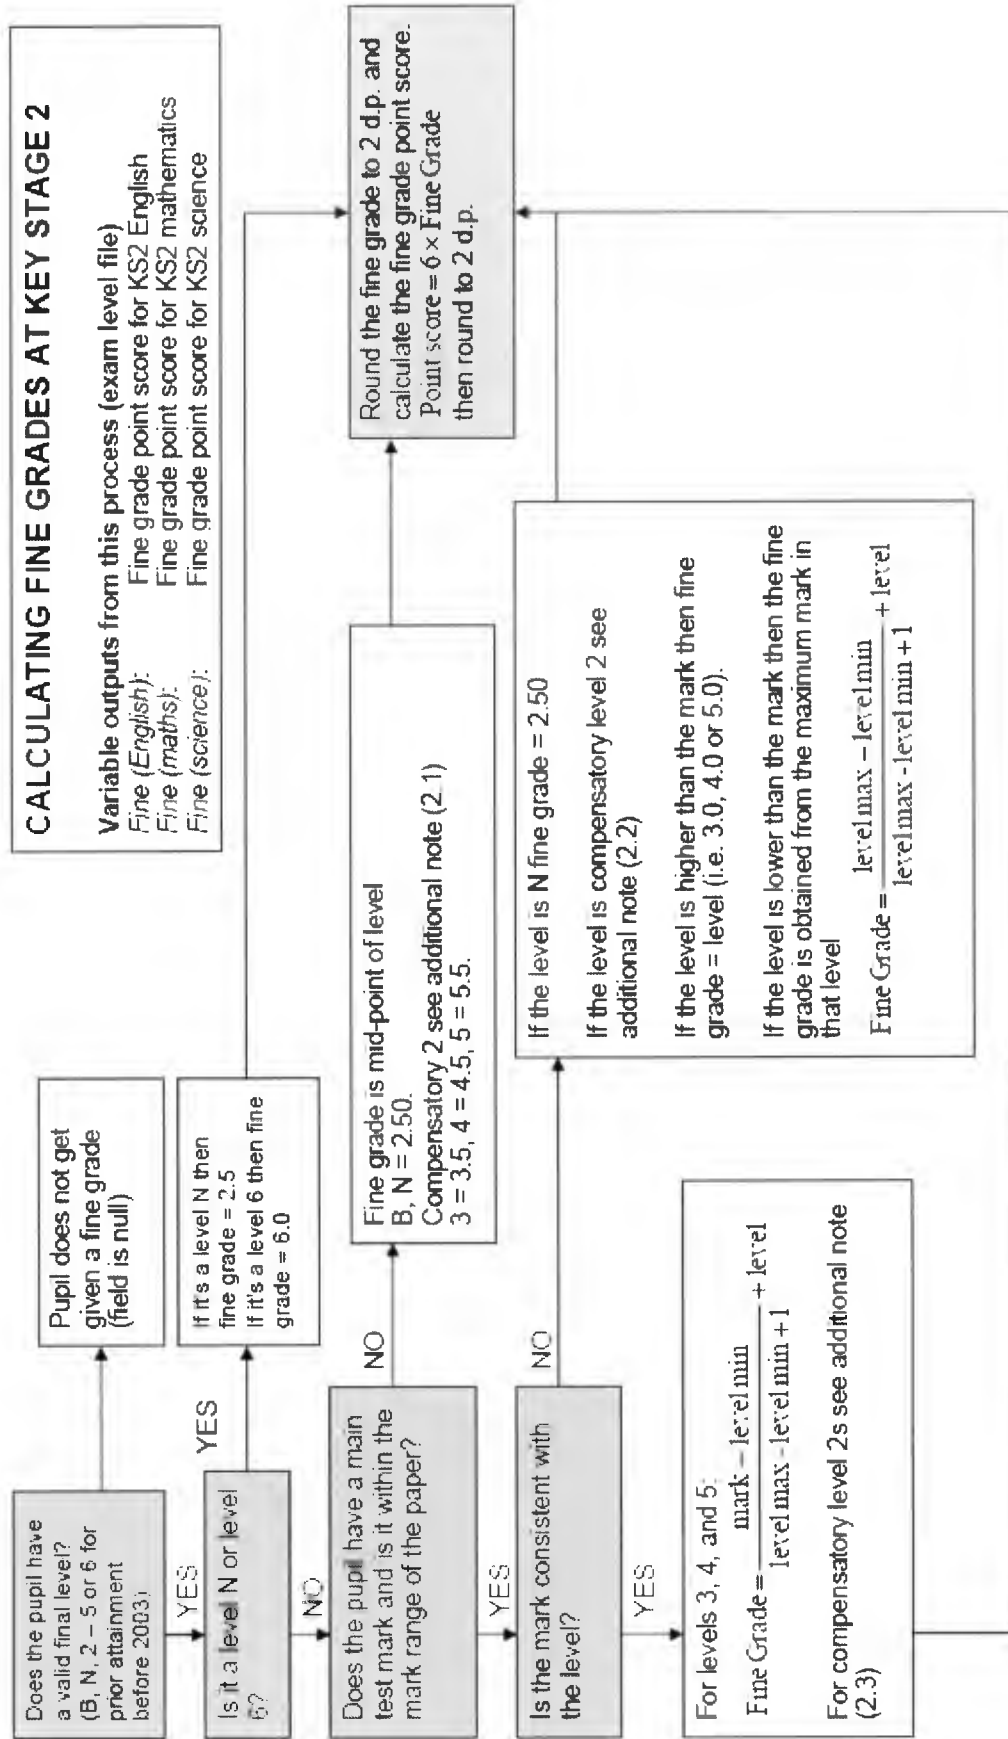 CALCULATING FINE GRADES AT KEY STAGE 2
Variable outputs from this process (exam level file)
Fine (English): Fine grade point score for KS2 English
Fine (maths): Fine grade point score for KS2 mathematics
Fine (science): Fine grade point score for KS2 science
Does the pupil have
a valid final level?
(B, N, 2 – 5 or 6 for
prior attainment
before 2003)
Pupil does not get
given a fine grade
(field is null)
YES
Is it a level N or level
6?
YES
If it's a level N then
fine grade = 2.5
If it's a level 6 then fine
grade = 6.0
NO
Does the pupil have a main
test mark and is it within the
mark range of the paper?
NO
Fine grade is mid-point of level
B, N = 2.50.
Compensatory 2 see additional note (2.1)
3 = 3.5, 4 = 4.5, 5 = 5.5.
Round the fine grade to 2 d.p. and
calculate the fine grade point score.
Point score = 6 × Fine Grade
then round to 2 d.p.
YES
Is the mark consistent with
the level?
NO
If the level is N fine grade = 2.50
If the level is compensatory level 2 see
additional note (2.2)
If the level is higher than the mark then fine
grade = level (i.e. 3.0, 4.0 or 5.0).
If the level is lower than the mark then the fine
grade is obtained from the maximum mark in
that level
level max – level min
Fine Grade = + level
level max - level min + 1
YES
For levels 3, 4, and 5:
mark – level min
Fine Grade = + level
level max - level min + 1
For compensatory level 2s see additional note
(2.3)